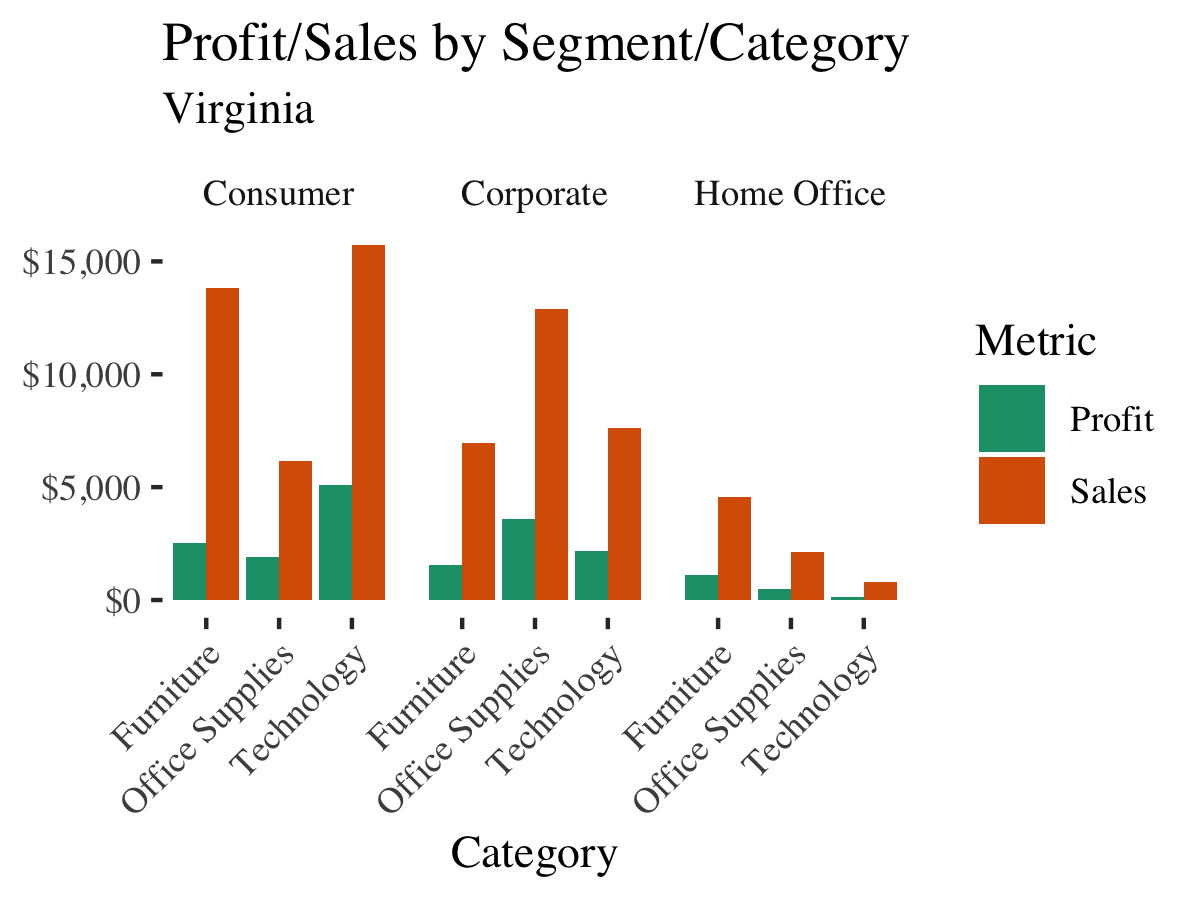 Profit/Sales by Segment/Category
Virginia
Consumer
Corporate
Home Office
$15,000
$10,000
$5,000
$0
Furniture
Office Supplies
Technology
Furniture
Office Supplies
Technology
Furniture
Office Supplies
Technology
Category
Metric
Profit
Sales